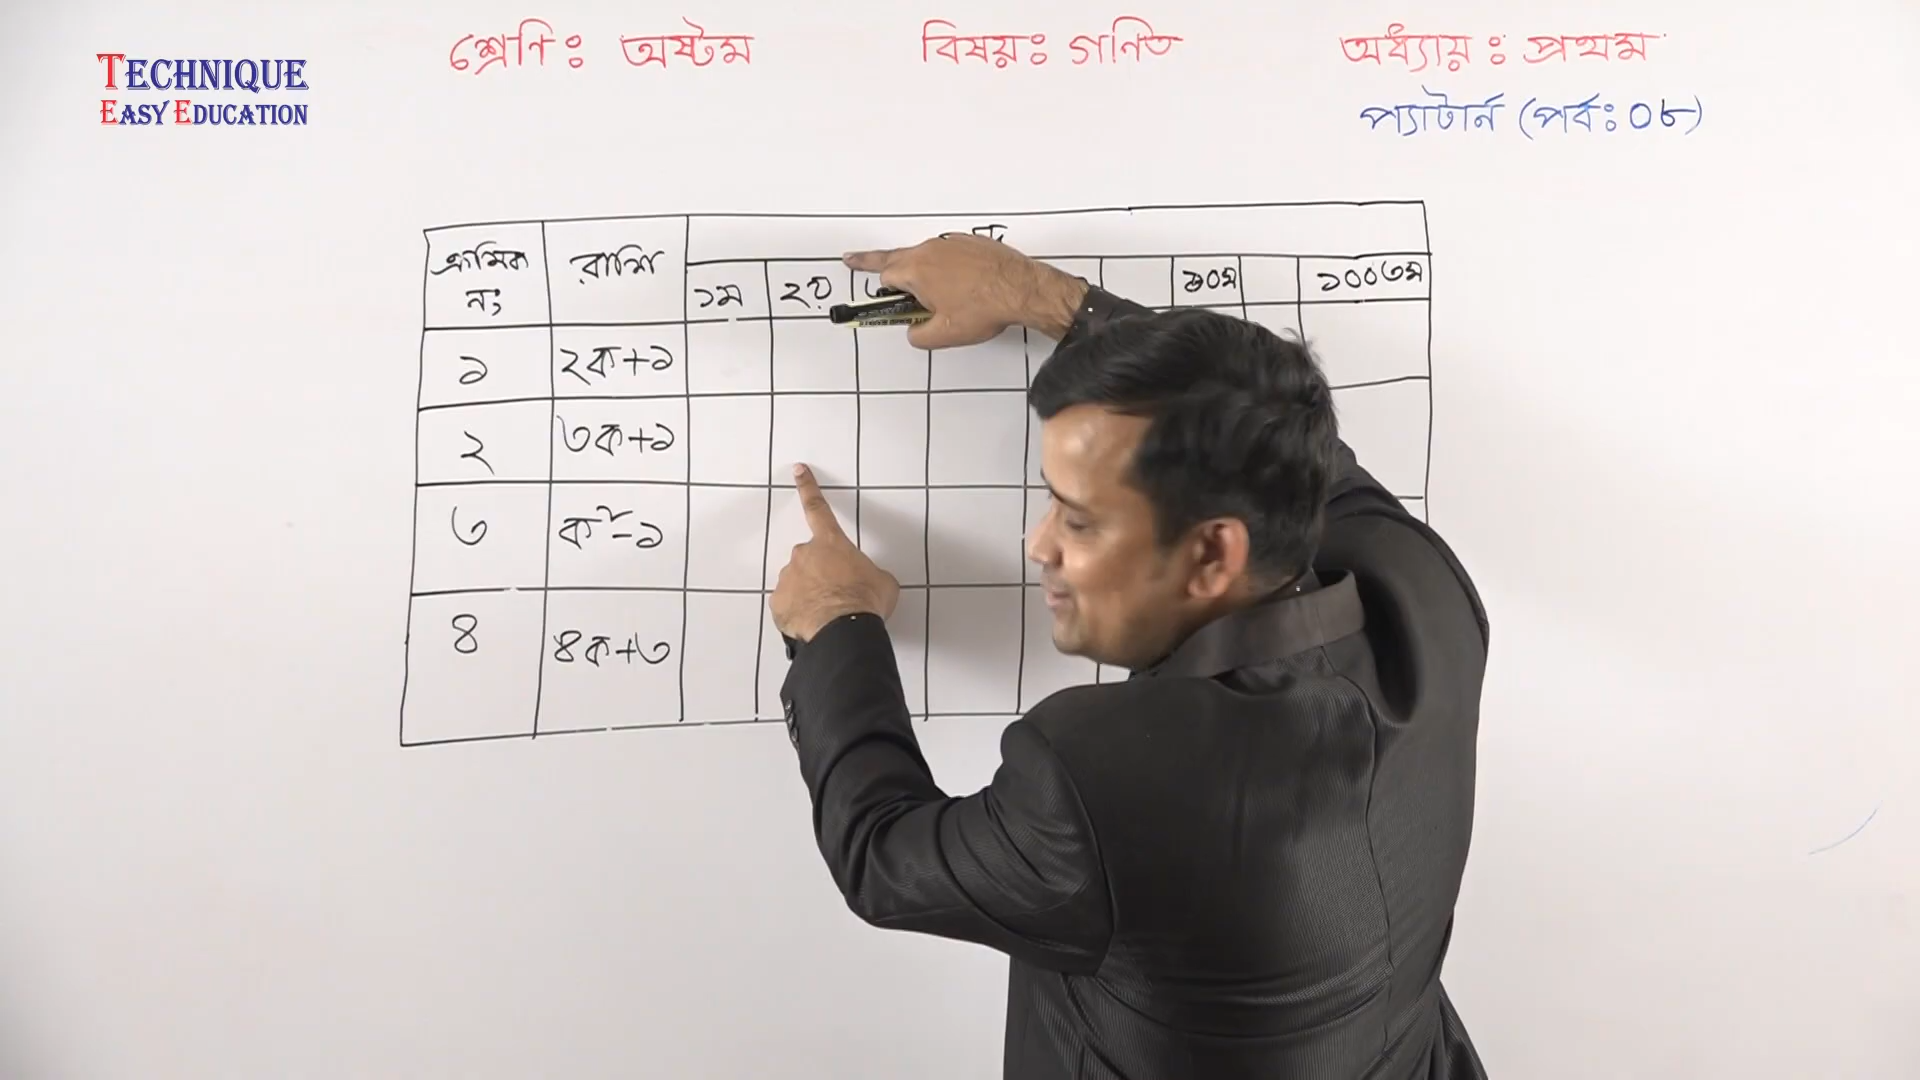 TECHNIQUE
EASY EDUCATION
শ্রেণি : অষ্টম
বিষয় : গণিত
অধ্যায় : প্রথম
প্যাটার্ন (পর্ব : ০৮)
ক্রমিক নং
রাশি
১ম ২য় ১০ম ১০০তম
১ ২ক+১
২ ৩ক+১
৩ ক²-১
৪ ৪ক+৩